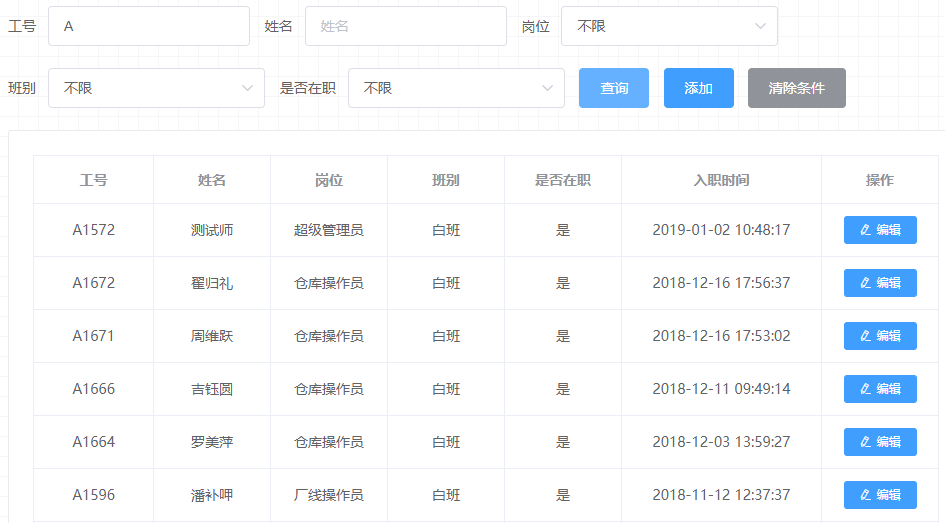 工号 A 姓名 姓名 岗位 不限
班别 不限 是否在职 不限 查询 添加 清除条件
工号 姓名 岗位 班别 是否在职 入职时间 操作
A1572 测试师 超级管理员 白班 是 2019-01-02 10:48:17 编辑
A1672 翟归礼 仓库操作员 白班 是 2018-12-16 17:56:37 编辑
A1671 周维跃 仓库操作员 白班 是 2018-12-16 17:53:02 编辑
A1666 吉钰圆 仓库操作员 白班 是 2018-12-11 09:49:14 编辑
A1664 罗美萍 仓库操作员 白班 是 2018-12-03 13:59:27 编辑
A1596 潘补呷 厂线操作员 白班 是 2018-11-12 12:37:37 编辑